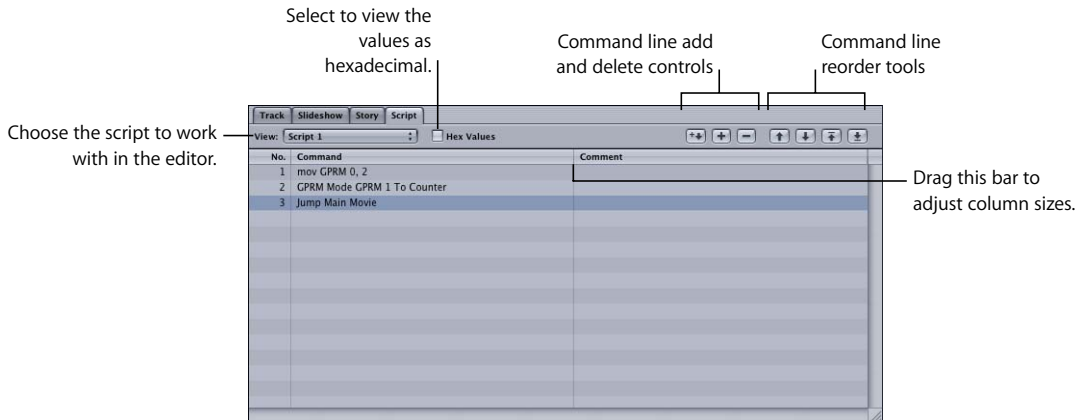 Select to view the
values as
hexadecimal.
Command line add
and delete controls
Command line
reorder tools
Choose the script to work
with in the editor.
Track Slideshow Story Script
View: Script 1 Hex Values
No. Command Comment
1 mov GPRM 0, 2
2 GPRM Mode GPRM 1 To Counter
3 Jump Main Movie
Drag this bar to
adjust column sizes.